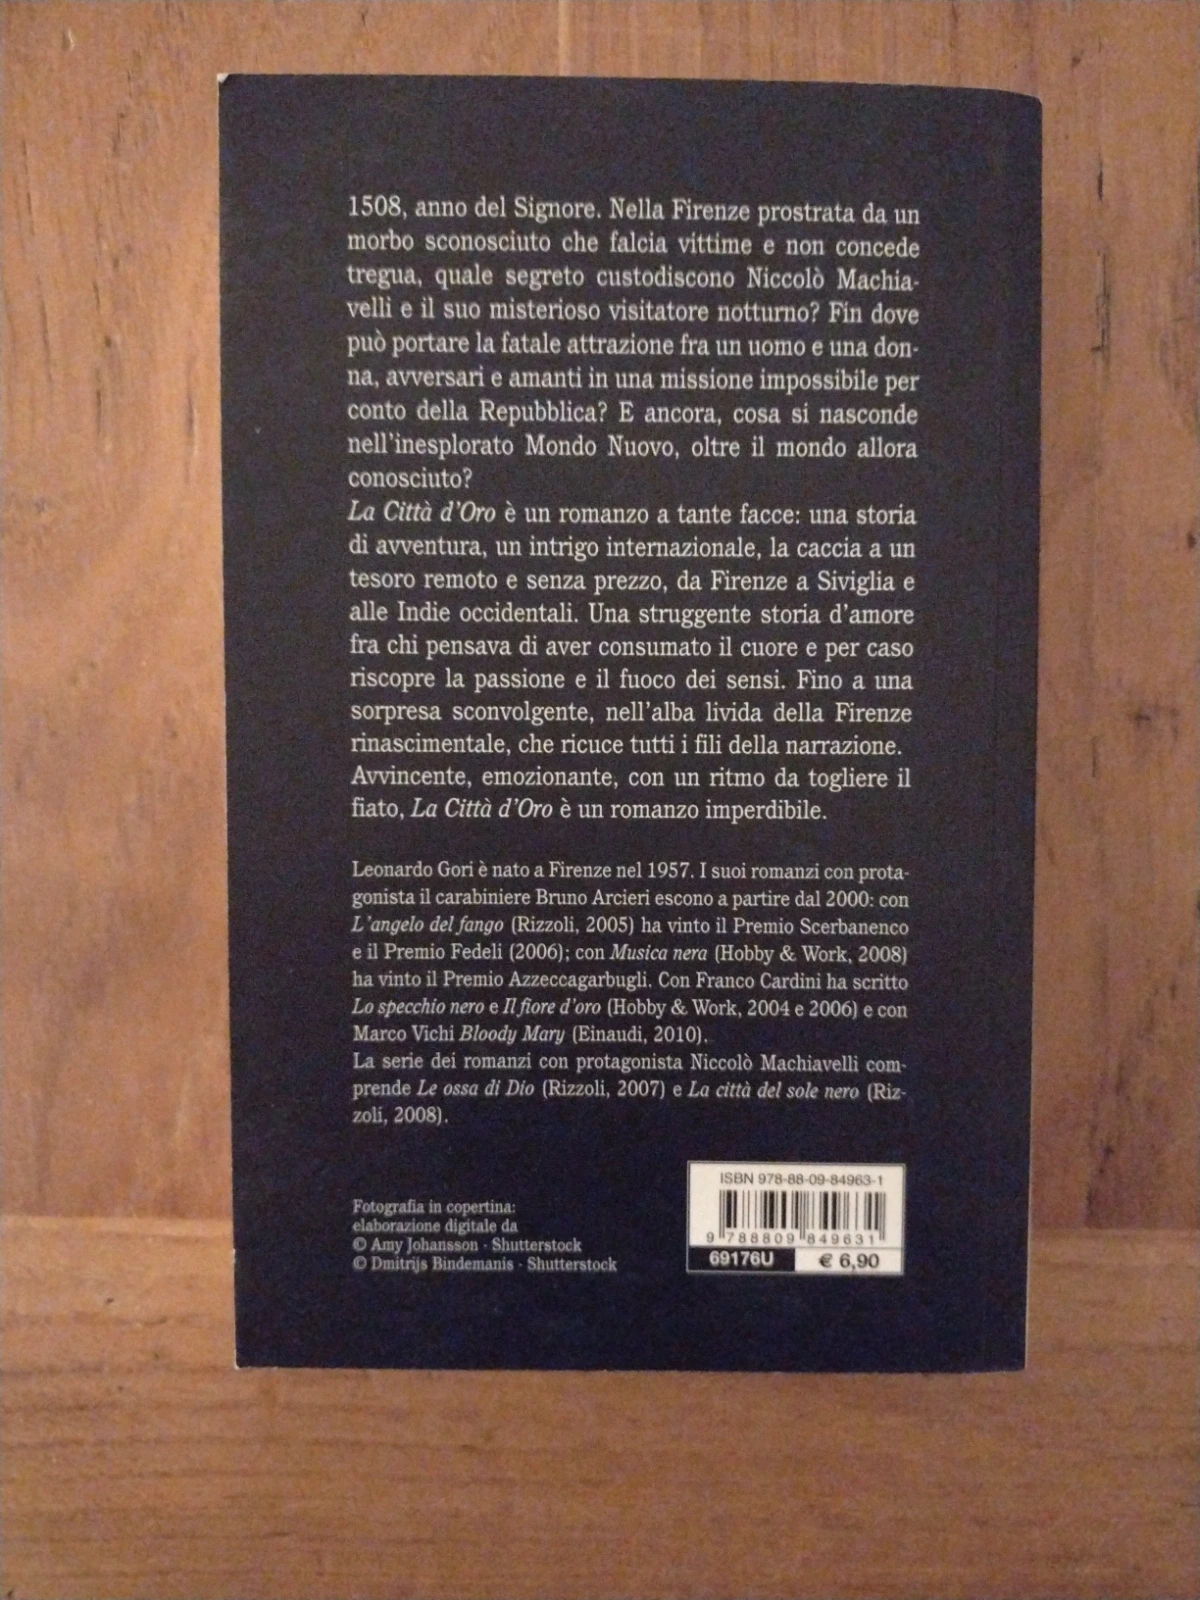 1508, anno del Signore. Nella Firenze prostrata da un
morbo sconosciuto che falcia vittime e non concede
tregua, quale segreto custodiscono Niccolò Machia-
velli e il suo misterioso visitatore notturno? Fin dove
può portare la fatale attrazione fra un uomo e una don-
na, avversari e amanti in una missione impossibile per
conto della Repubblica? E ancora, cosa si nasconde
nell'inesplorato Mondo Nuovo, oltre il mondo allora
conosciuto?
La Città d'Oro è un romanzo a tante facce: una storia
di avventura, un intrigo internazionale, la caccia a un
tesoro remoto e senza prezzo, da Firenze a Siviglia e
alle Indie occidentali. Una struggente storia d'amore
fra chi pensava di aver consumato il cuore e per caso
riscopre la passione e il fuoco dei sensi. Fino a una
sorpresa sconvolgente, nell'alba livida della Firenze
rinascimentale, che ricuce tutti i fili della narrazione.
Avvincente, emozionante, con un ritmo da togliere il
fiato, La Città d'Oro è un romanzo imperdibile.
Leonardo Gori è nato a Firenze nel 1957. I suoi romanzi con prota-
gonista il carabiniere Bruno Arcieri escono a partire dal 2000: con
L'angelo del fango (Rizzoli, 2005) ha vinto il Premio Scerbanenco
e il Premio Fedeli (2006); con Musica nera (Hobby & Work, 2008)
ha vinto il Premio Azzeccagarbugli. Con Franco Cardini ha scritto
Lo specchio nero e Il fiore d'oro (Hobby & Work, 2004 e 2006) e con
Marco Vichi Bloody Mary (Einaudi, 2010).
La serie dei romanzi con protagonista Niccolò Machiavelli com-
prende Le ossa di Dio (Rizzoli, 2007) e La città del sole nero (Riz-
zoli, 2008).
Fotografia in copertina:
elaborazione digitale da
© Amy Johansson - Shutterstock
© Dmitrijs Bindemanis - Shutterstock
ISBN 978-88-09-84963-1
9 788809 849631
69176U € 6,90